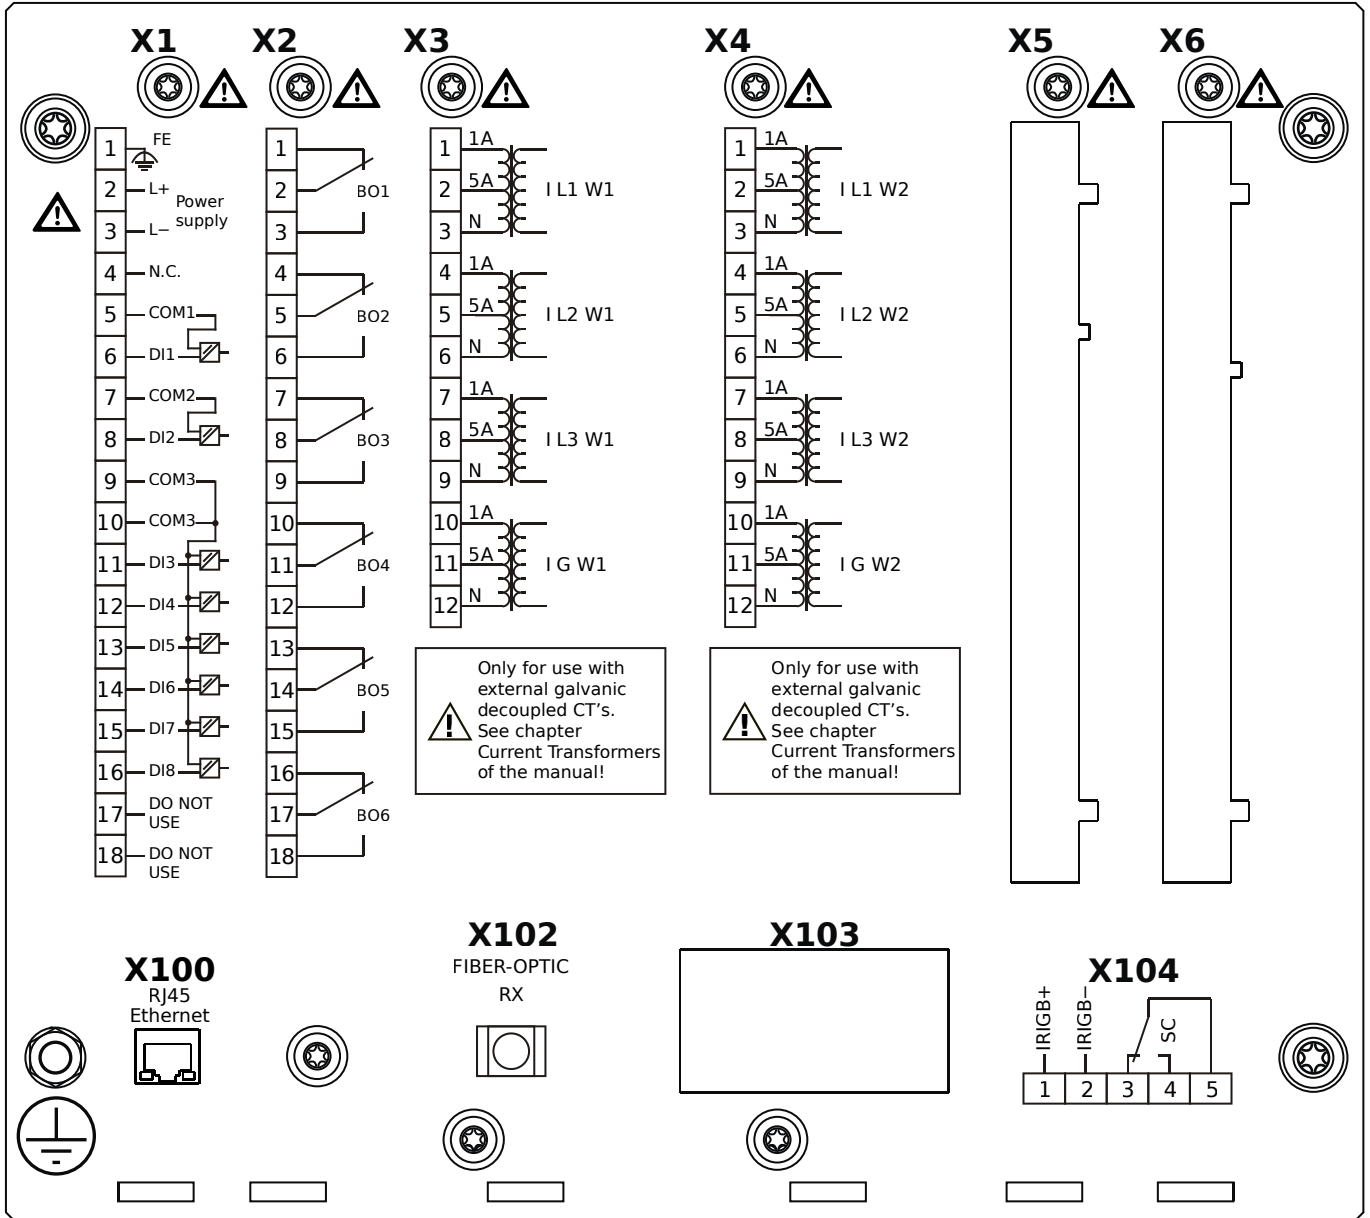 X1 X2 X3 X4 X5 X6
1 FE
2 L+
Power
supply
3 L−
4 N.C.
5 COM1
6 DI1
7 COM2
8 DI2
9 COM3
10 COM3
11 DI3
12 DI4
13 DI5
14 DI6
15 DI7
16 DI8
17 DO NOT
USE
18 DO NOT
USE
1
2 BO1
3
4
5 BO2
6
7
8 BO3
9
10
11 BO4
12
13
14 BO5
15
16
17 BO6
18
1 1A
2 5A I L1 W1
3 N
4 1A
5 5A I L2 W1
6 N
7 1A
8 5A I L3 W1
9 N
10 1A
11 5A I G W1
12 N
Only for use with
external galvanic
decoupled CT's.
See chapter
Current Transformers
of the manual!
1 1A
2 5A I L1 W2
3 N
4 1A
5 5A I L2 W2
6 N
7 1A
8 5A I L3 W2
9 N
10 1A
11 5A I G W2
12 N
Only for use with
external galvanic
decoupled CT's.
See chapter
Current Transformers
of the manual!
X100
RJ45
Ethernet
X102
FIBER-OPTIC
RX
X103
X104
IRIGB+
IRIGB−
SC
1 2 3 4 5